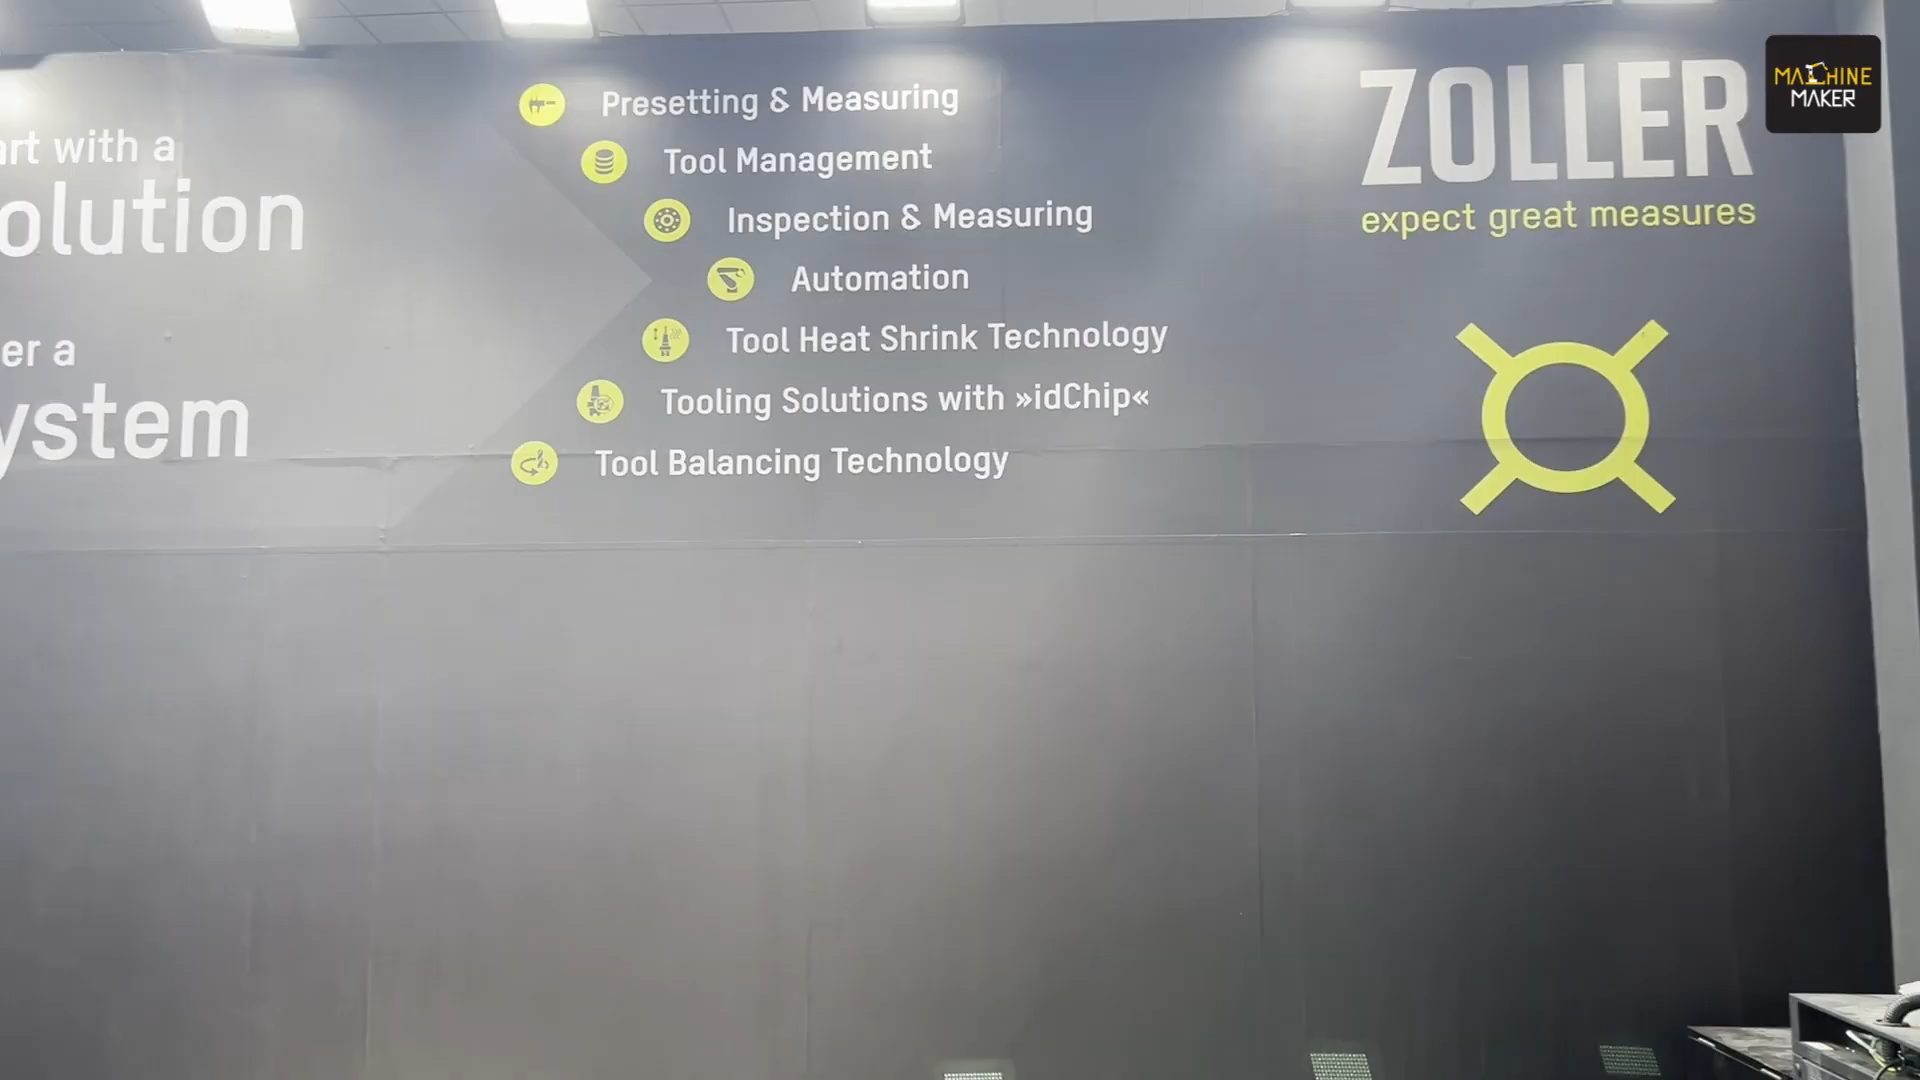 art with a
olution
er a
ystem
Presetting & Measuring
Tool Management
Inspection & Measuring
Automation
Tool Heat Shrink Technology
Tooling Solutions with »idChip«
Tool Balancing Technology
ZOLLER
expect great measures
MACHINE
MAKER